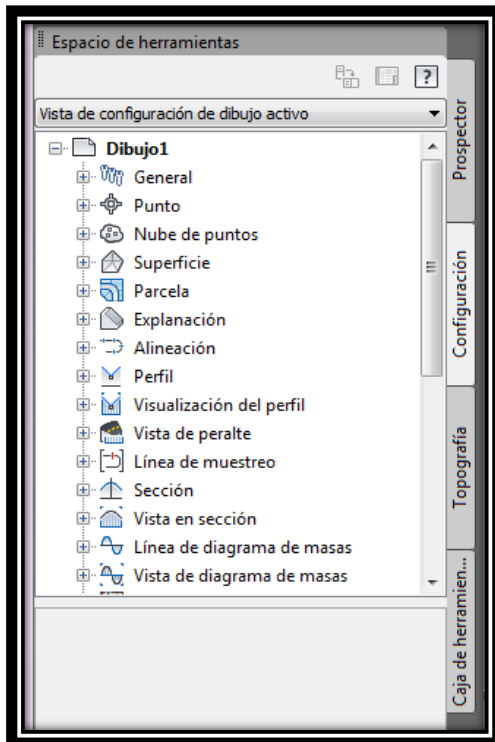 Espacio de herramientas
?
Vista de configuración de dibujo activo
Dibujo1
General
Punto
Nube de puntos
Superficie
Parcela
Explanación
Alineación
Perfil
Visualización del perfil
Vista de peralte
Línea de muestreo
Sección
Vista en sección
Línea de diagrama de masas
Vista de diagrama de masas
Prospector
Configuración
Topografía
Caja de herramien...